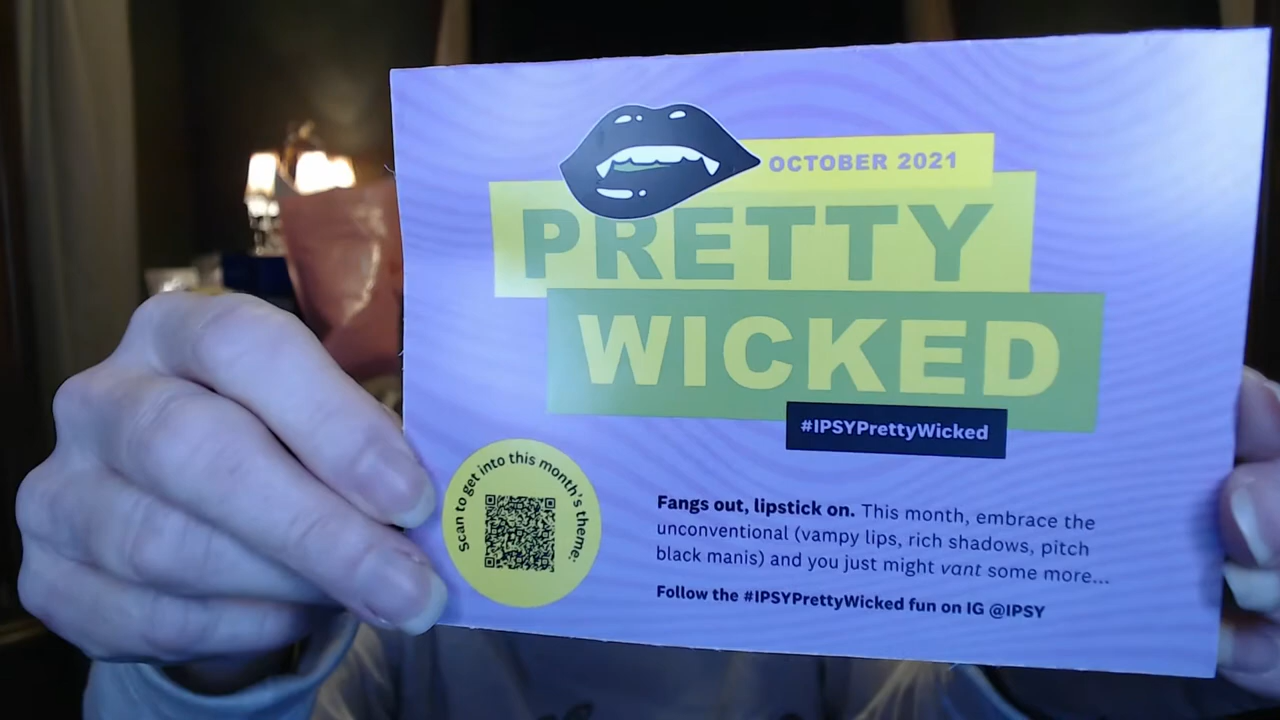 OCTOBER 2021
PRETTY
WICKED
#IPSYPrettyWicked
Scan to get into this month's theme:
Fangs out, lipstick on. This month, embrace the
unconventional (vampy lips, rich shadows, pitch
black manis) and you just might vant some more...
Follow the #IPSYPrettyWicked fun on IG @IPSY